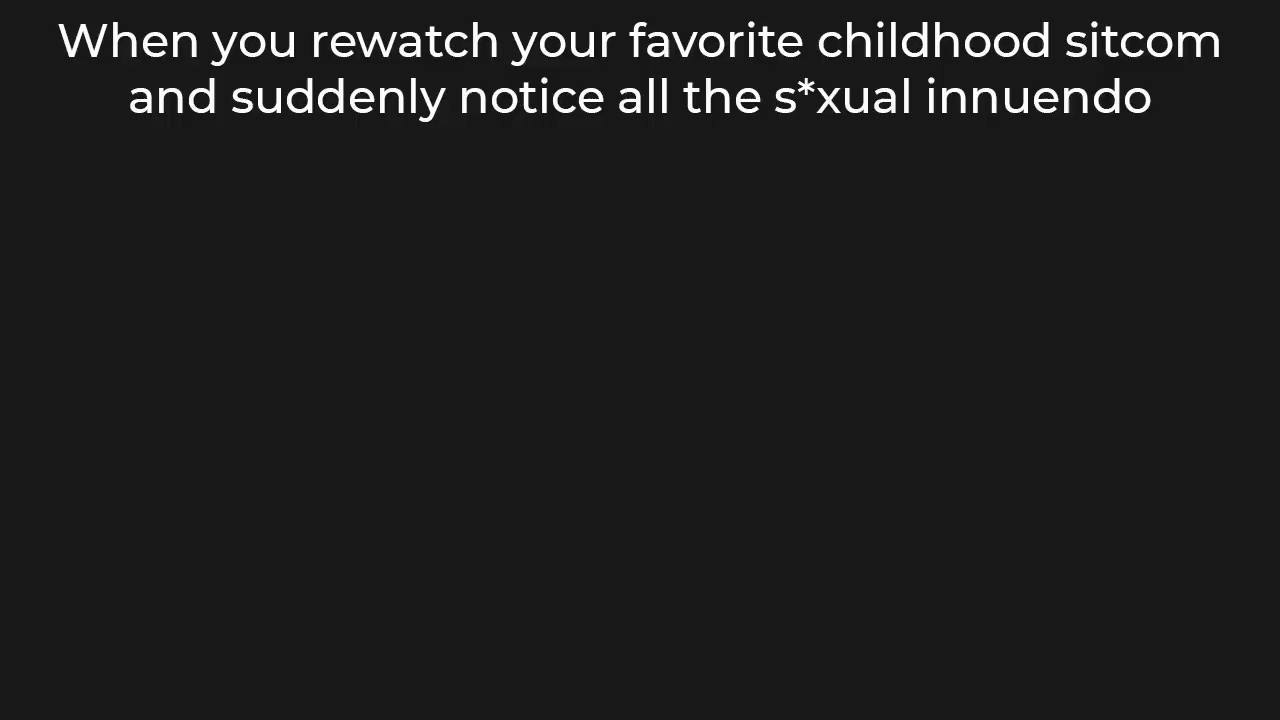 When you rewatch your favorite childhood sitcom
and suddenly notice all the s*xual innuendo